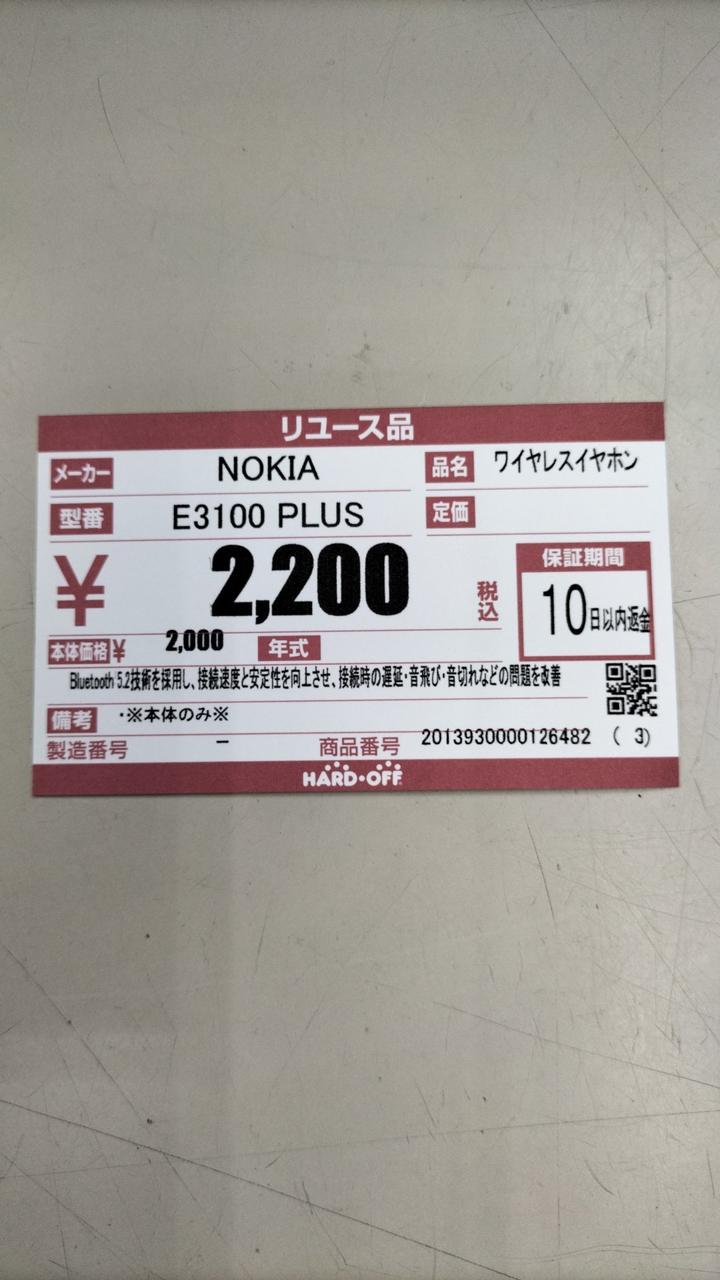 リユース品
メーカー NOKIA 品名 ワイヤレスイヤホン
型番 E3100 PLUS 定価
¥ 2,200 税込 保証期間
10日以内返金
本体価格¥ 2,000 年式
Bluetooth 5.2技術を採用し、接続速度と安定性を向上させ、接続時の遅延・音飛び・音切れなどの問題を改善
備考 ・※本体のみ※
製造番号 － 商品番号 2013930000126482 ( 3)
HARD・OFF